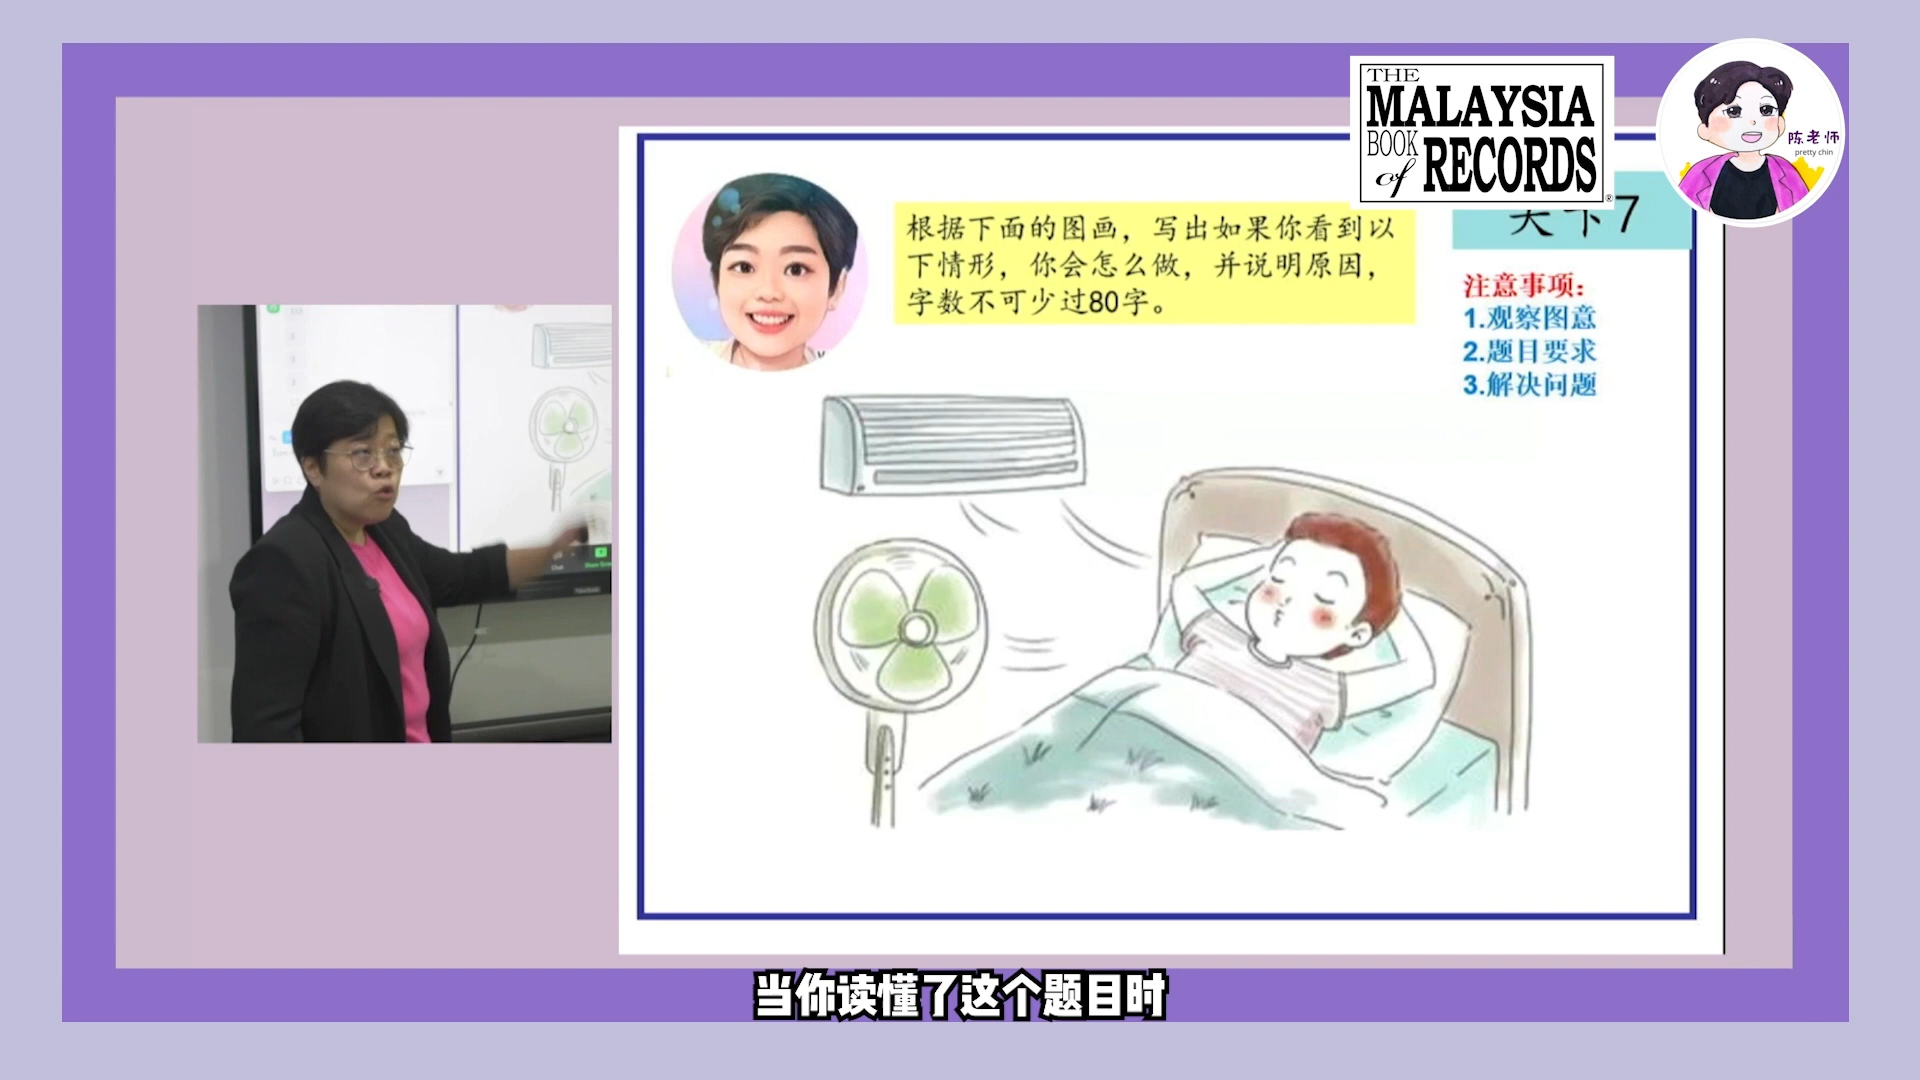 THE
MALAYSIA
BOOK
of RECORDS
陈老师
pretty chin
根据下面的图画，写出如果你看到以
下情形，你会怎么做，并说明原因，
字数不可少过80字。
关卡7
注意事项：
1.观察图意
2.题目要求
3.解决问题
当你读懂了这个题目时